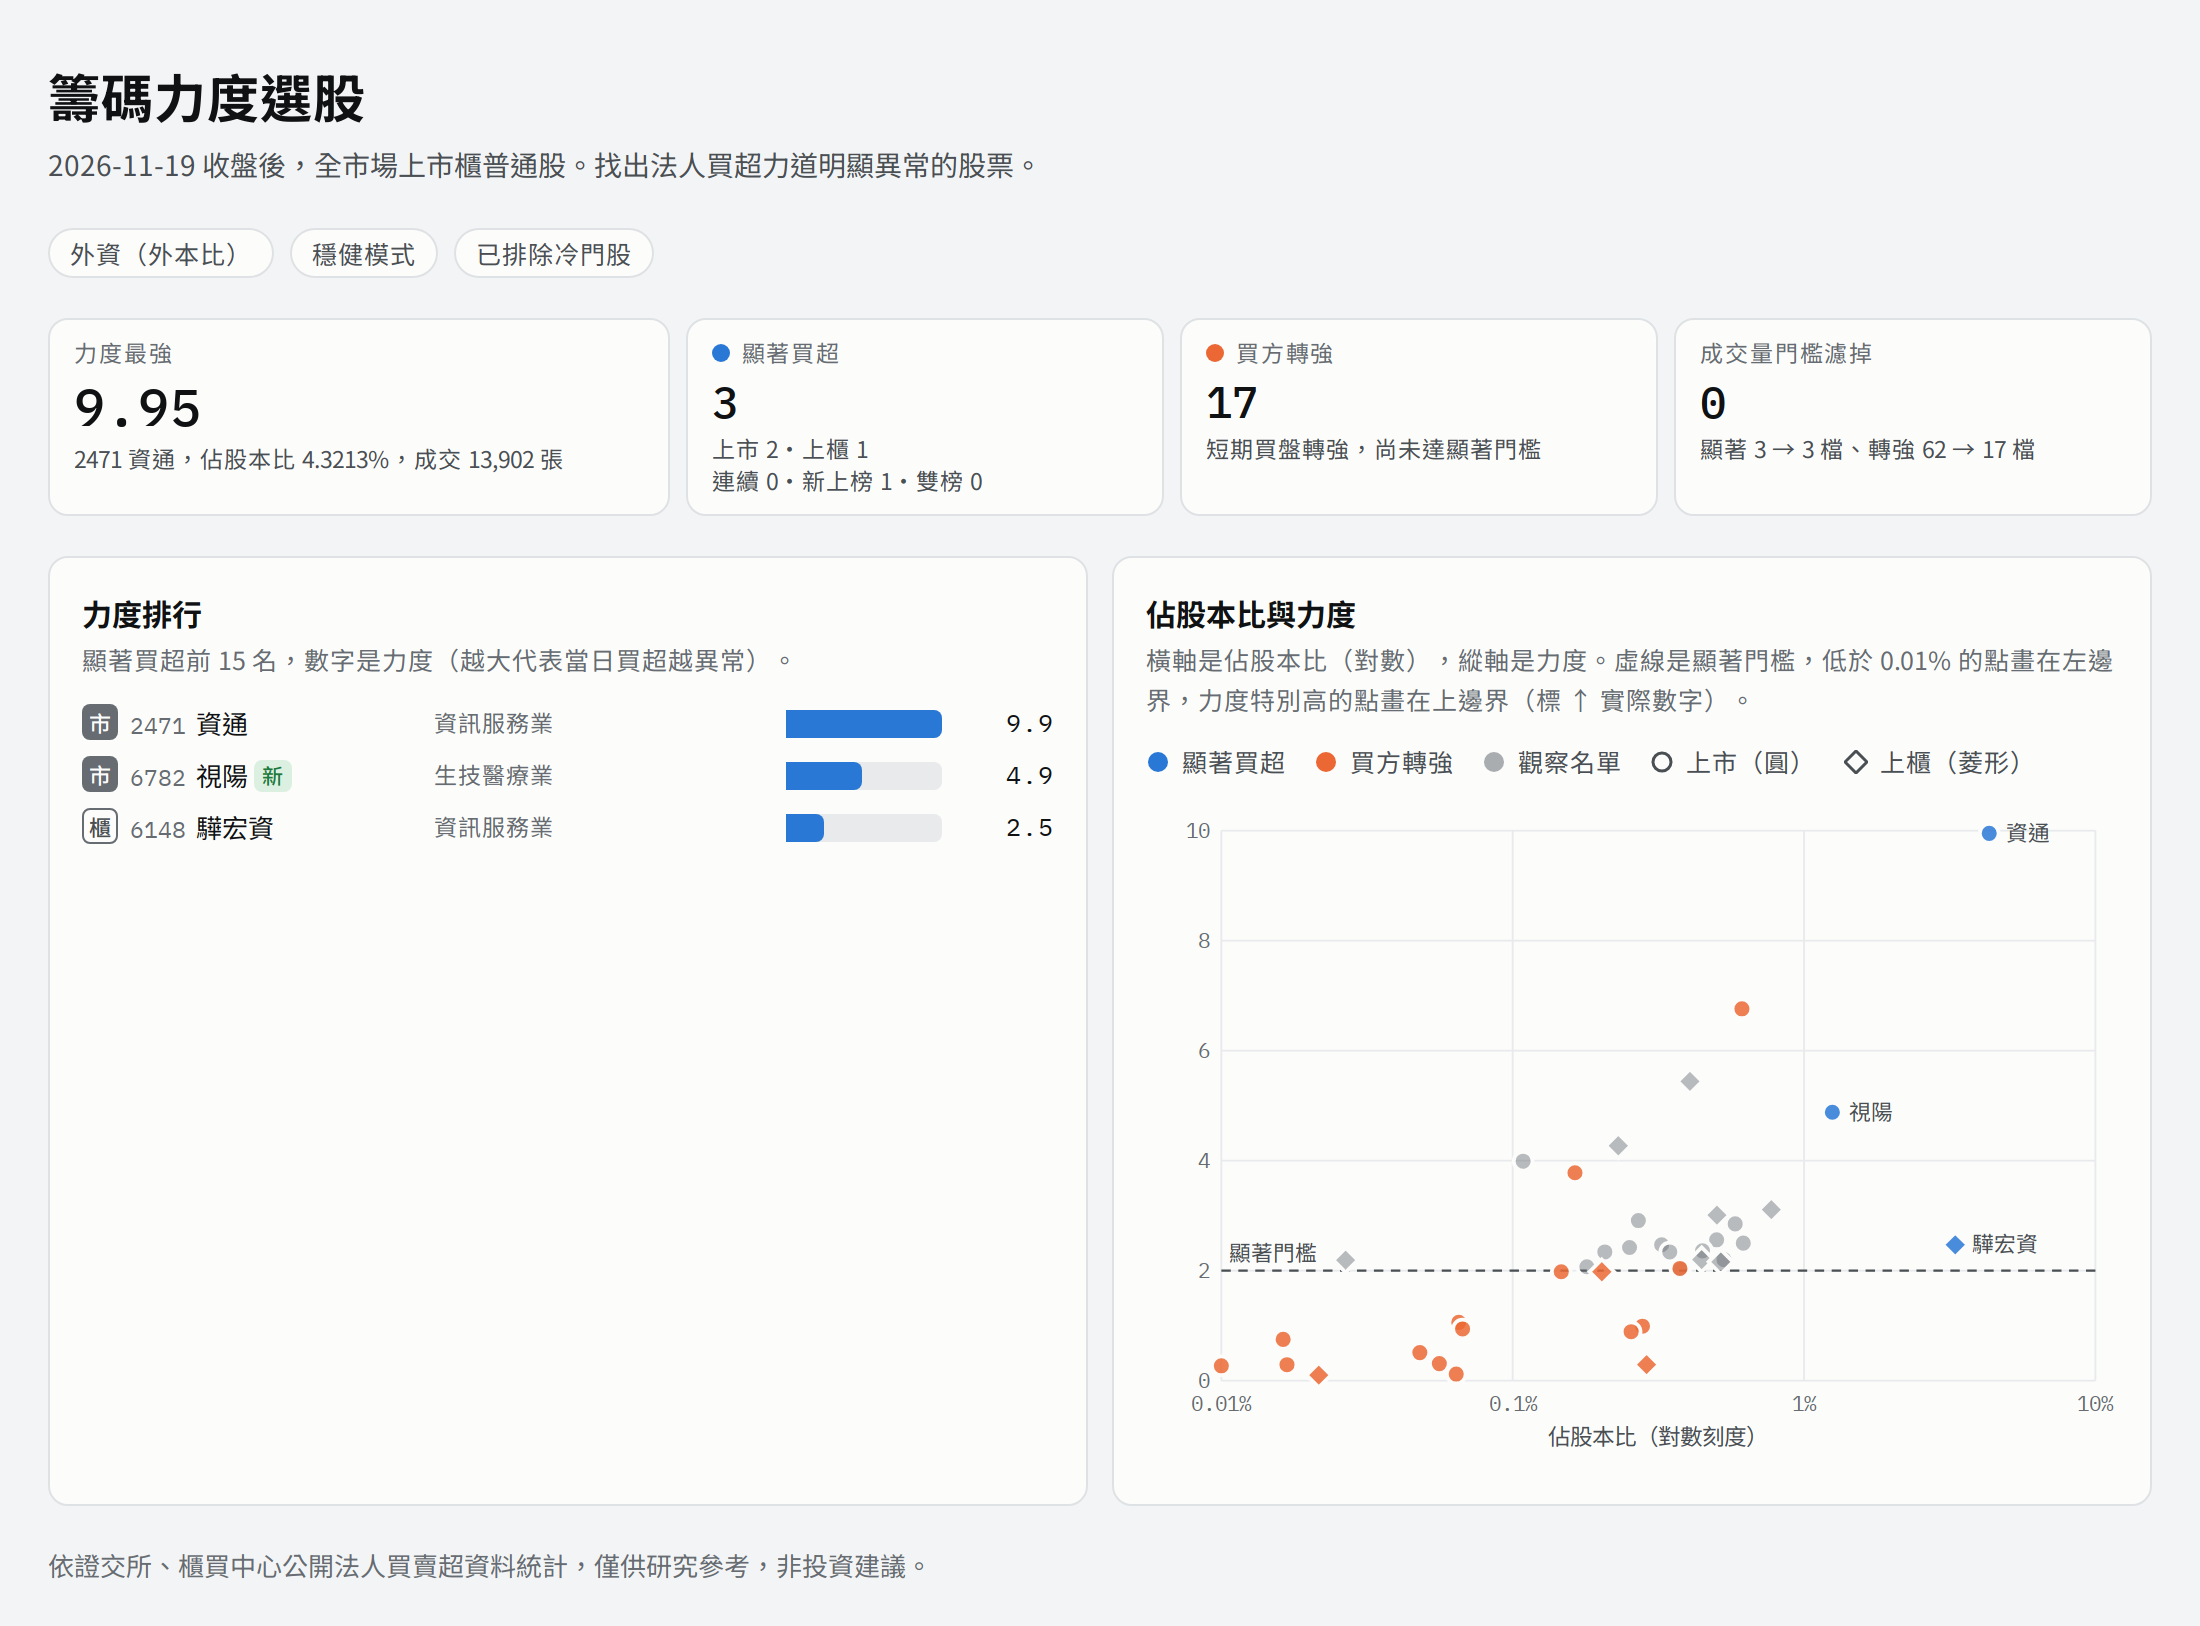 籌碼力度選股
2026-11-19 收盤後，全市場上市櫃普通股。找出法人買超力道明顯異常的股票。
外資（外本比）
穩健模式
已排除冷門股
力度最強
9.95
2471 資通，佔股本比 4.3213%，成交 13,902 張
顯著買超
3
上市 2・上櫃 1
連續 0・新上榜 1・雙榜 0
買方轉強
17
短期買盤轉強，尚未達顯著門檻
成交量門檻濾掉
0
顯著 3 → 3 檔、轉強 62 → 17 檔
力度排行
顯著買超前 15 名，數字是力度（越大代表當日買超越異常）。
市 2471 資通 資訊服務業 9.9
市 6782 視陽 新 生技醫療業 4.9
櫃 6148 驊宏資 資訊服務業 2.5
佔股本比與力度
橫軸是佔股本比（對數），縱軸是力度。虛線是顯著門檻，低於 0.01% 的點畫在左邊
界，力度特別高的點畫在上邊界（標 ↑ 實際數字）。
顯著買超 買方轉強 觀察名單 上市（圓） 上櫃（菱形）
10
資通
8
6
視陽
4
驊宏資
顯著門檻
2
0
0.01% 0.1% 1% 10%
佔股本比（對數刻度）
依證交所、櫃買中心公開法人買賣超資料統計，僅供研究參考，非投資建議。